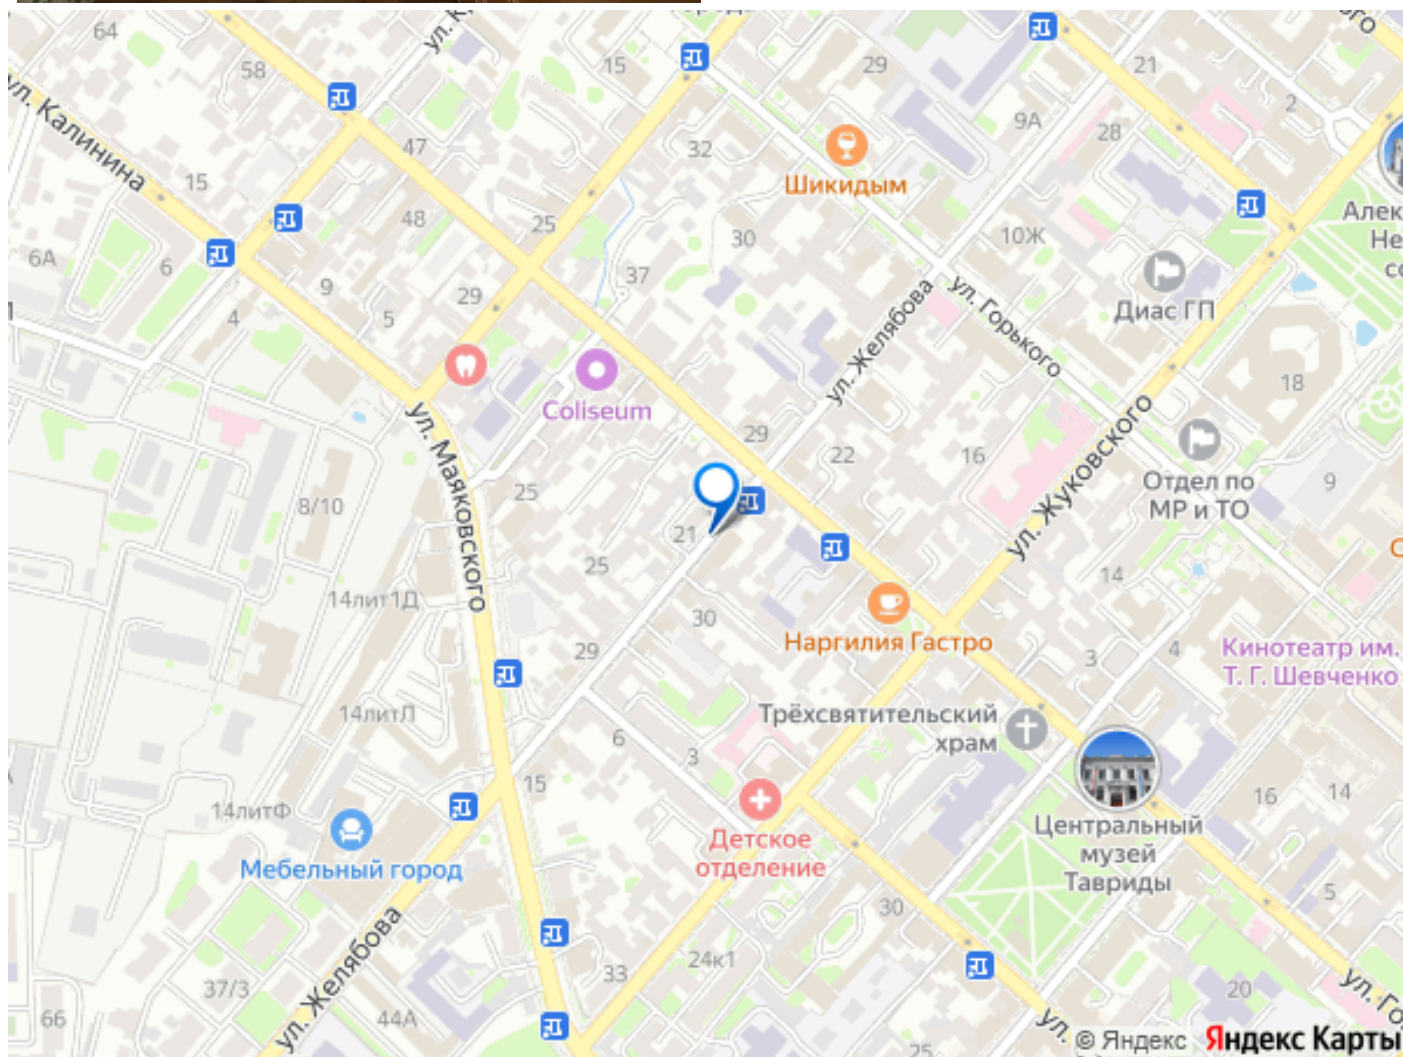 64
58
15
29
21
2
9А
28
ул. Калинина
47
32
Шикидым
15
48
25
30
10Ж
6А
6
9
37
29
Диас ГП
4
5
ул. Желябова
ул. Горького
18
Coliseum
ул. Маяковского
29
22
16
ул. Жуковского
Отдел по
МР и ТО
9
25
8/10
21
25
14
14лит1Д
30
Наргилия Гастро
29
3
4
Кинотеатр им.
Т. Г. Шевченко
14литЛ
6
3
Трёхсвятительский
храм
15
14литФ
16
14
Мебельный город
Детское
отделение
Центральный
музей
Тавриды
5
30
ул. Желябова
33
24к1
37/3
44А
66
20
25
ул.
© Яндекс
Яндекс Карты